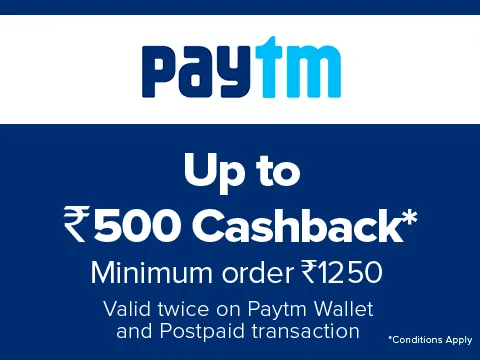 paytm
Up to
₹500 Cashback*
Minimum order ₹1250
Valid twice on Paytm Wallet
and Postpaid transaction
*Conditions Apply